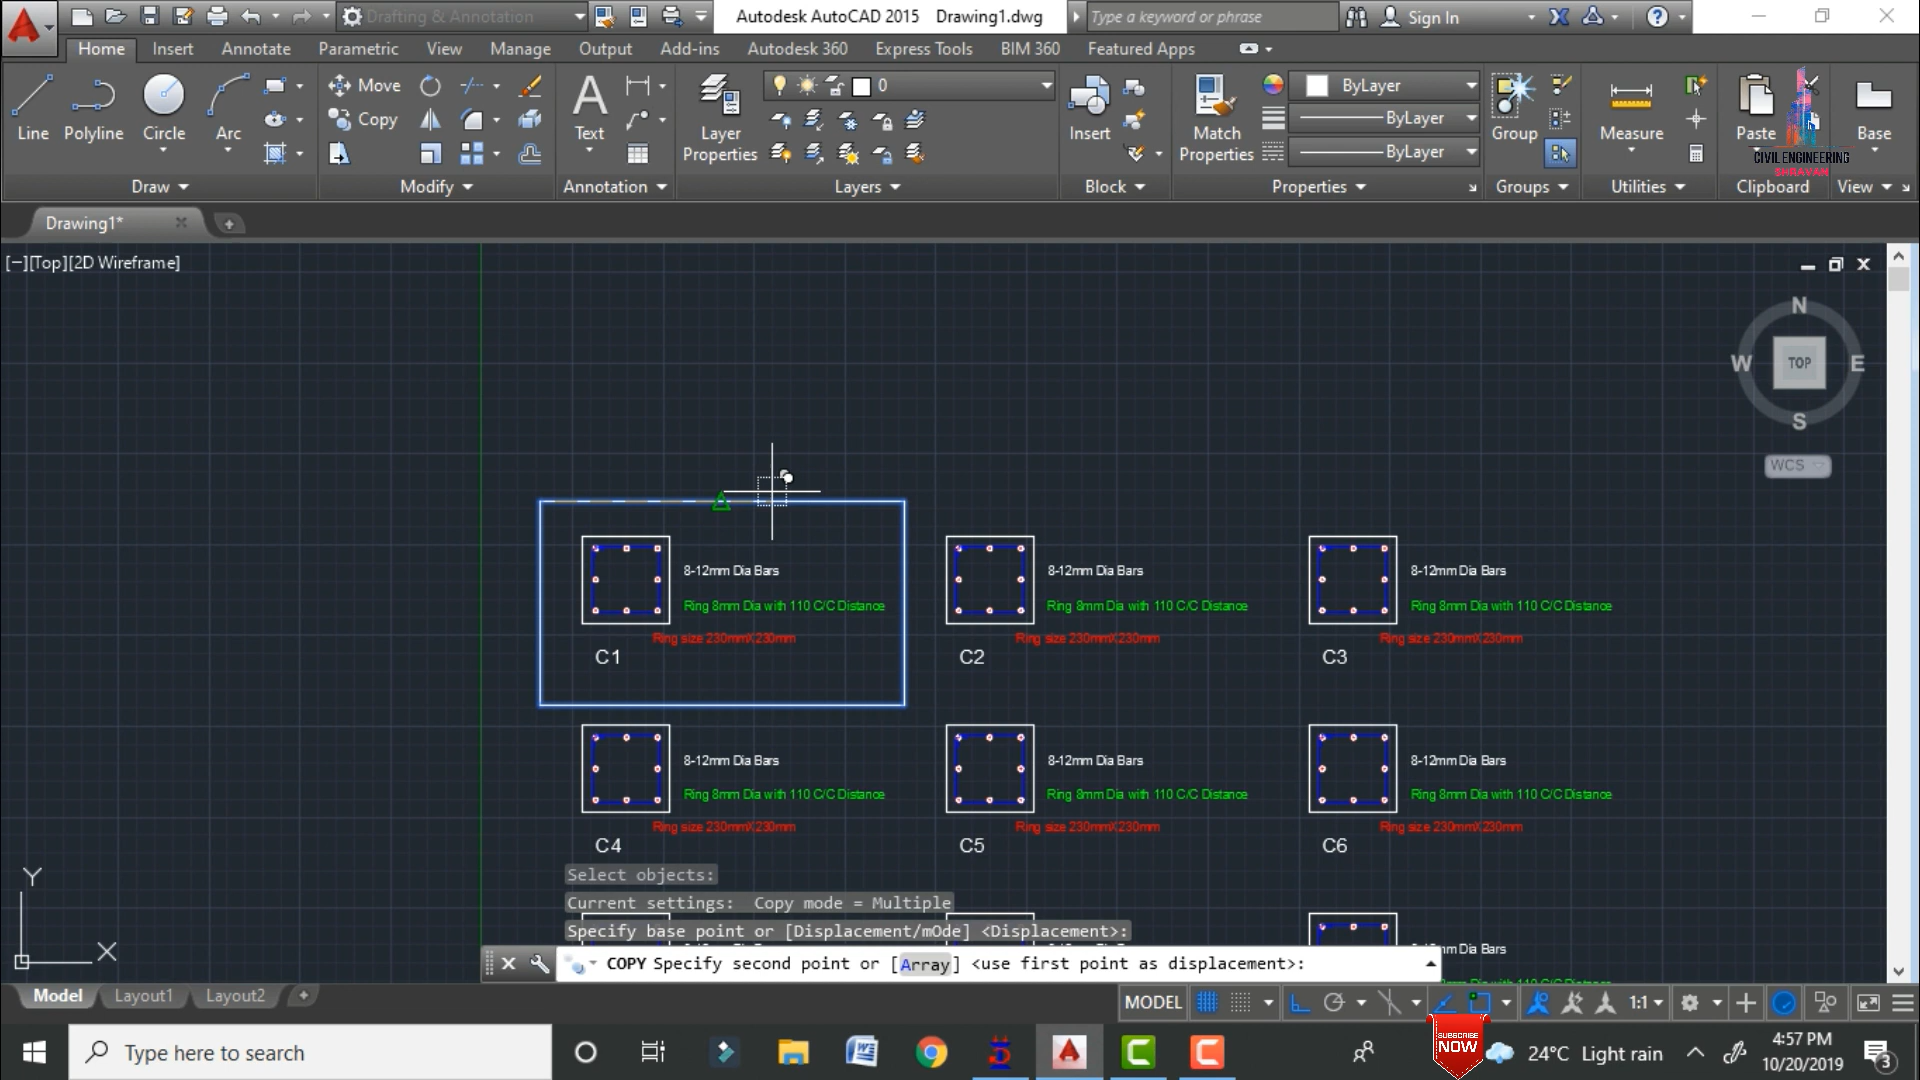 Drafting & Annotation
Autodesk AutoCAD 2015 Drawing1.dwg
Type a keyword or phrase
Sign In
Home Insert Annotate Parametric View Manage Output Add-ins Autodesk 360 Express Tools BIM 360 Featured Apps
Line Polyline Circle Arc
Draw
Move
Copy
Modify
Text
Annotation
Layer
Properties
0
Layers
Insert
Block
Match
Properties
ByLayer
ByLayer
ByLayer
Properties
Group
Groups
Measure
Utilities
Paste
Clipboard
CIVIL ENGINEERING
SHRAVAN
Base
View
Drawing1*
[−][Top][2D Wireframe]
N
W TOP E
S
WCS
8-12mm Dia Bars
Ring 8mm Dia with 110 C/C Distance
Ring size 230mmX230mm
C1
8-12mm Dia Bars
Ring 8mm Dia with 110 C/C Distance
Ring size 230mmX230mm
C2
8-12mm Dia Bars
Ring 8mm Dia with 110 C/C Distance
Ring size 230mmX230mm
C3
8-12mm Dia Bars
Ring 8mm Dia with 110 C/C Distance
Ring size 230mmX230mm
C4
8-12mm Dia Bars
Ring 8mm Dia with 110 C/C Distance
Ring size 230mmX230mm
C5
8-12mm Dia Bars
Ring 8mm Dia with 110 C/C Distance
Ring size 230mmX230mm
C6
Dia Bars
Y
X
Select objects:
Current settings: Copy mode = Multiple
Specify base point or [Displacement/mOde] <Displacement>:
COPY Specify second point or [Array] <use first point as displacement>:
Model Layout1 Layout2
MODEL
1:1
Type here to search
SUBSCRIBE
NOW
24°C Light rain
4:57 PM
10/20/2019
3